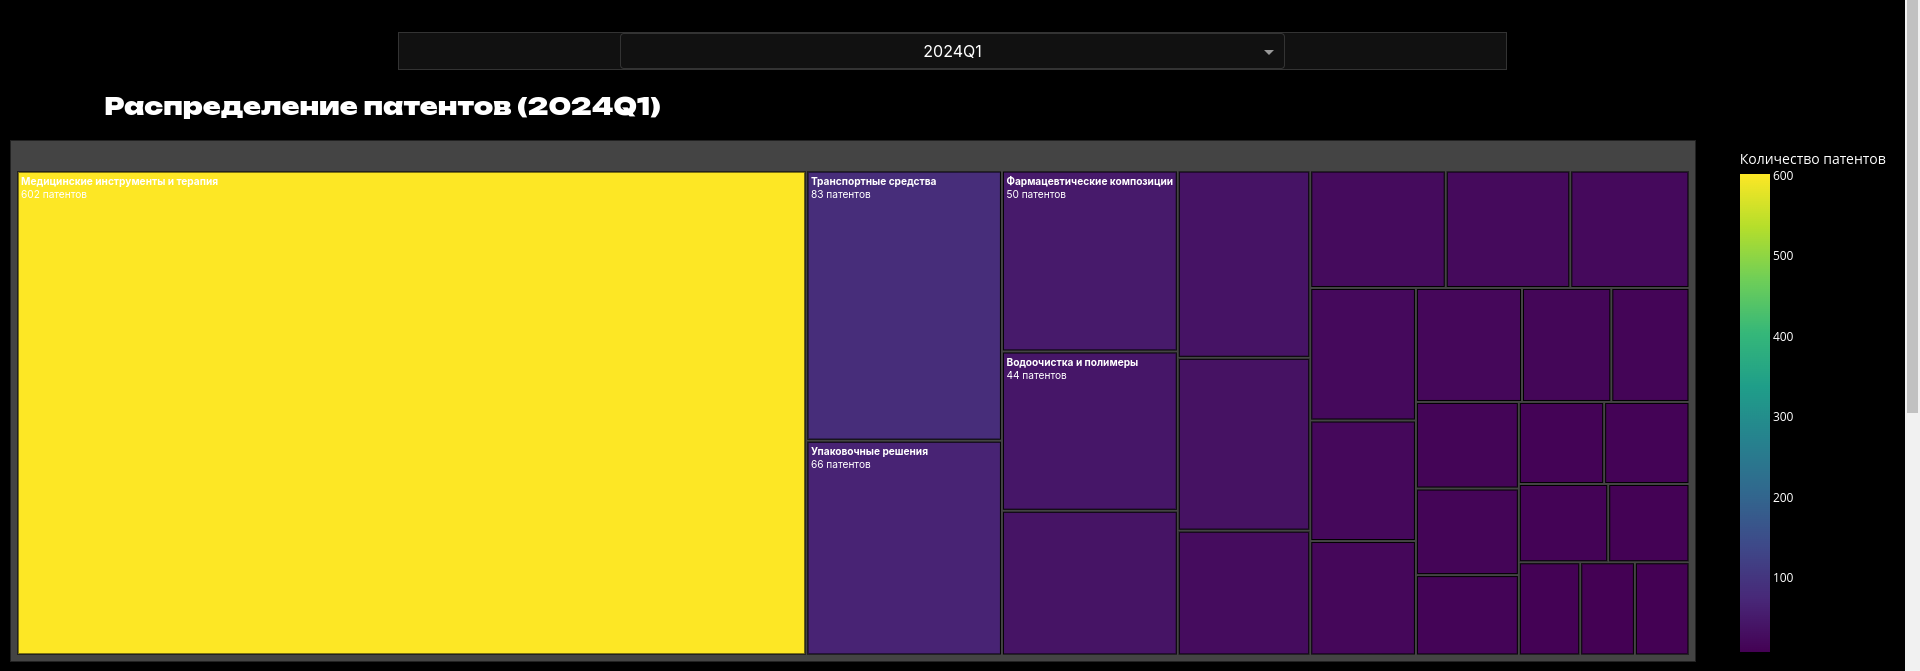 2024Q1
Распределение патентов (2024Q1)
Медицинские инструменты и терапия
602 патентов
Транспортные средства
83 патентов
Упаковочные решения
66 патентов
Фармацевтические композиции
50 патентов
Водоочистка и полимеры
44 патентов
Количество патентов
600
500
400
300
200
100